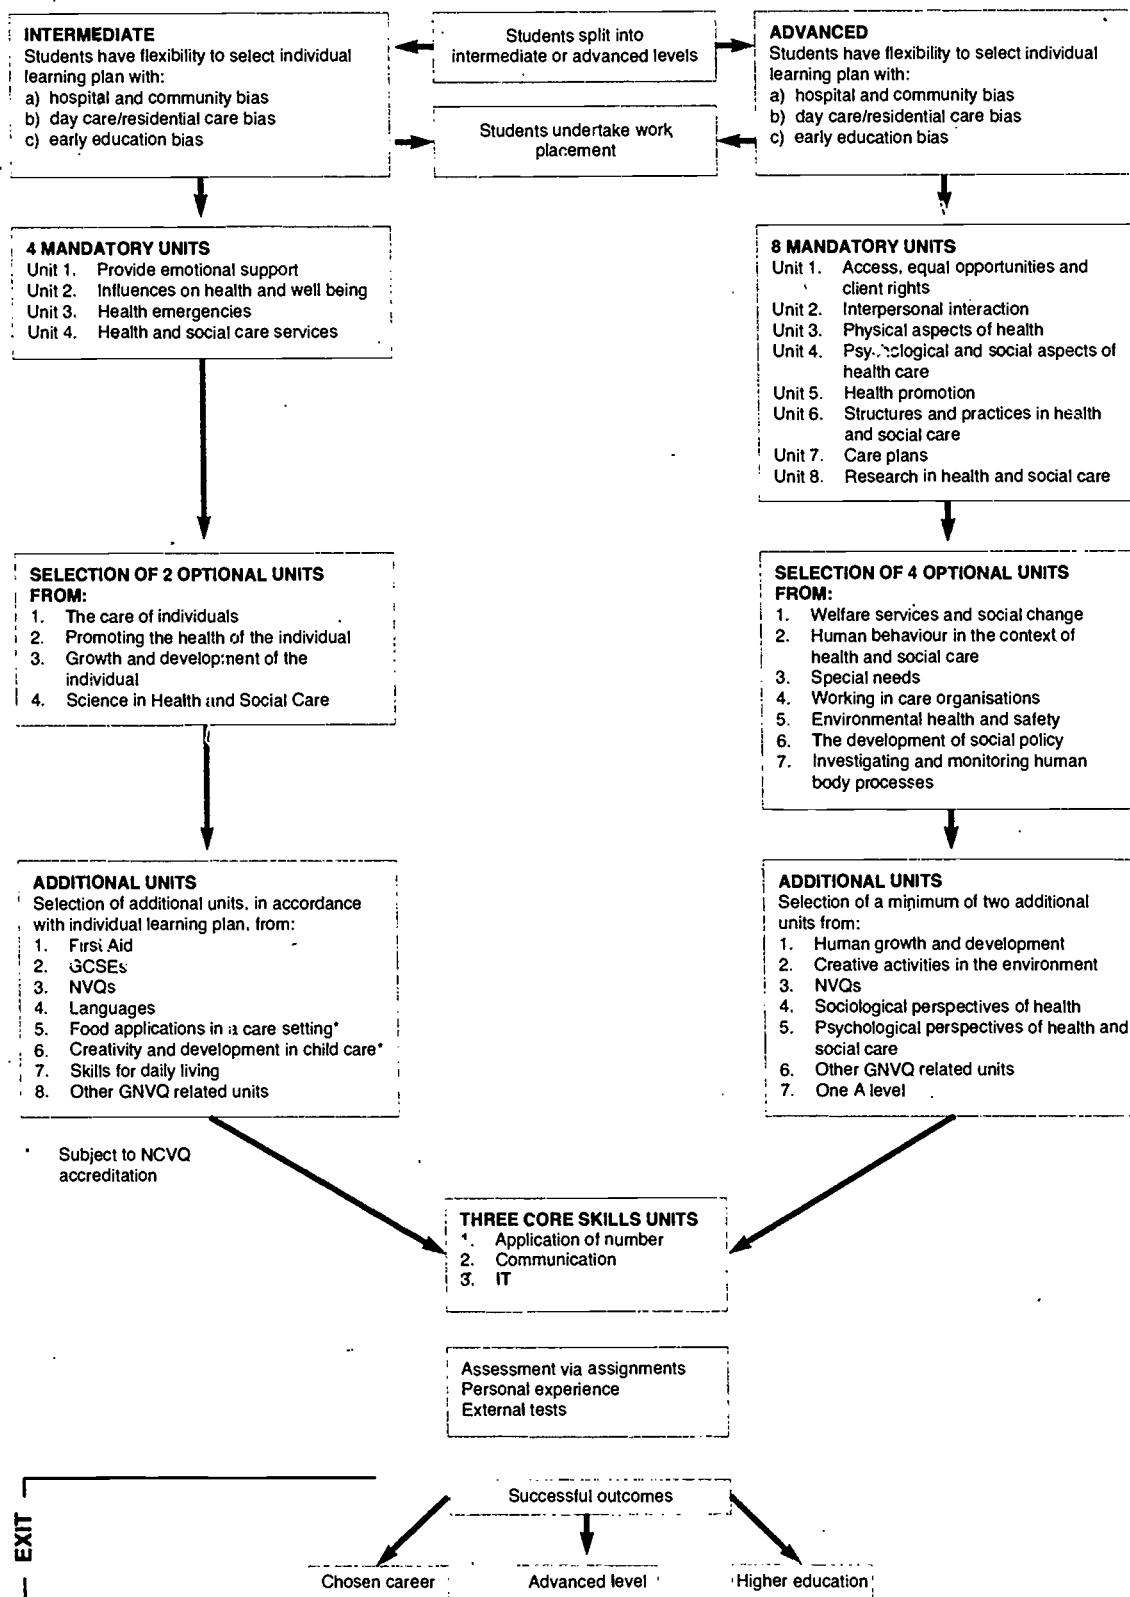 INTERMEDIATE
Students have flexibility to select individual
learning plan with:
a) hospital and community bias
b) day care/residential care bias
c) early education bias
Students split into
intermediate or advanced levels
Students undertake work
placement
ADVANCED
Students have flexibility to select individual
learning plan with:
a) hospital and community bias
b) day care/residential care bias
c) early education bias
4 MANDATORY UNITS
Unit 1. Provide emotional support
Unit 2. Influences on health and well being
Unit 3. Health emergencies
Unit 4. Health and social care services
8 MANDATORY UNITS
Unit 1. Access, equal opportunities and
client rights
Unit 2. Interpersonal interaction
Unit 3. Physical aspects of health
Unit 4. Psychological and social aspects of
health care
Unit 5. Health promotion
Unit 6. Structures and practices in health
and social care
Unit 7. Care plans
Unit 8. Research in health and social care
SELECTION OF 2 OPTIONAL UNITS
FROM:
1. The care of individuals
2. Promoting the health of the individual
3. Growth and development of the
individual
4. Science in Health and Social Care
SELECTION OF 4 OPTIONAL UNITS
FROM:
1. Welfare services and social change
2. Human behaviour in the context of
health and social care
3. Special needs
4. Working in care organisations
5. Environmental health and safety
6. The development of social policy
7. Investigating and monitoring human
body processes
ADDITIONAL UNITS
Selection of additional units, in accordance
with individual learning plan, from:
1. First Aid
2. GCSEs
3. NVQs
4. Languages
5. Food applications in a care setting*
6. Creativity and development in child care*
7. Skills for daily living
8. Other GNVQ related units
ADDITIONAL UNITS
Selection of a minimum of two additional
units from:
1. Human growth and development
2. Creative activities in the environment
3. NVQs
4. Sociological perspectives of health
5. Psychological perspectives of health and
social care
6. Other GNVQ related units
7. One A level
* Subject to NCVQ
accreditation
THREE CORE SKILLS UNITS
1. Application of number
2. Communication
3. IT
Assessment via assignments
Personal experience
External tests
EXIT
Successful outcomes
Chosen career
Advanced level
Higher education